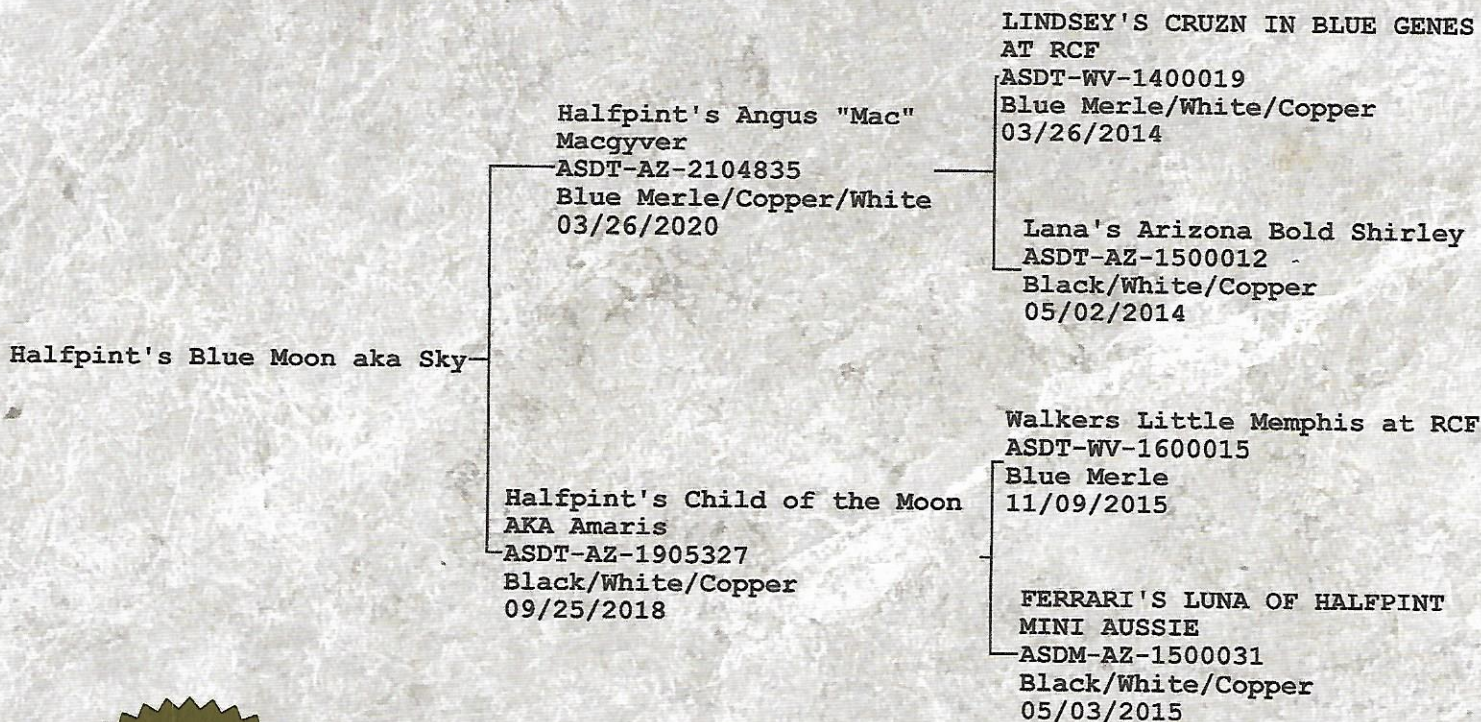 LINDSEY'S CRUZN IN BLUE GENES
AT RCF
ASDT-WV-1400019
Blue Merle/White/Copper
03/26/2014
Halfpint's Angus "Mac"
Macgyver
ASDT-AZ-2104835
Blue Merle/Copper/White
03/26/2020
Lana's Arizona Bold Shirley
ASDT-AZ-1500012
Black/White/Copper
05/02/2014
Halfpint's Blue Moon aka Sky
Walkers Little Memphis at RCF
ASDT-WV-1600015
Blue Merle
11/09/2015
Halfpint's Child of the Moon
AKA Amaris
ASDT-AZ-1905327
Black/White/Copper
09/25/2018
FERRARI'S LUNA OF HALFPINT
MINI AUSSIE
ASDM-AZ-1500031
Black/White/Copper
05/03/2015